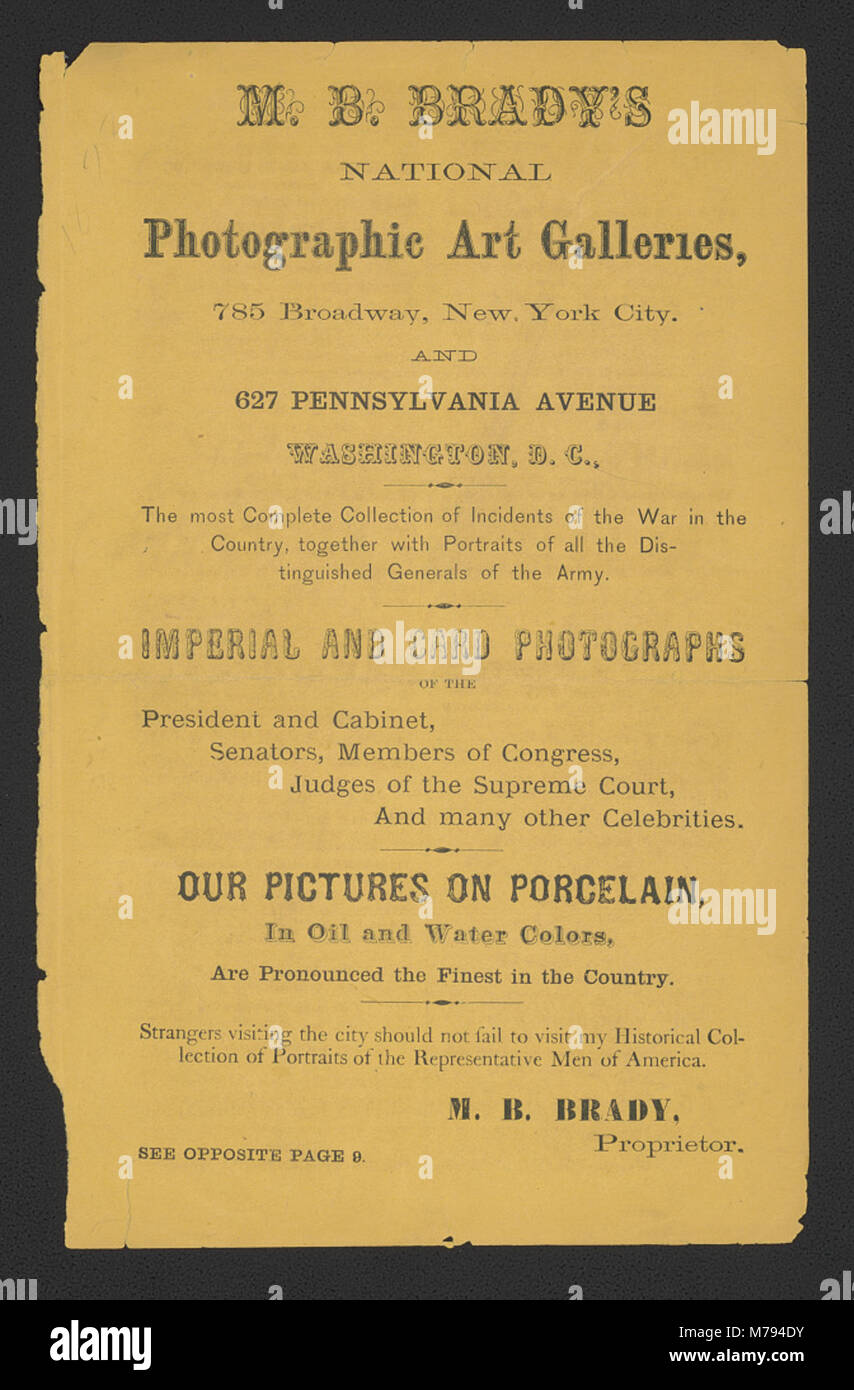 M. B. BRADY'S
NATIONAL
Photographic Art Galleries,
785 Broadway, New York City.
AND
627 PENNSYLVANIA AVENUE
WASHINGTON, D. C.,
The most Complete Collection of Incidents of the War in the
Country, together with Portraits of all the Dis-
tinguished Generals of the Army.
IMPERIAL AND CARD PHOTOGRAPHS
OF THE
President and Cabinet,
Senators, Members of Congress,
Judges of the Supreme Court,
And many other Celebrities.
OUR PICTURES ON PORCELAIN,
In Oil and Water Colors,
Are Pronounced the Finest in the Country.
Strangers visiting the city should not fail to visit my Historical Col-
lection of Portraits of the Representative Men of America.
M. B. BRADY,
Proprietor.
SEE OPPOSITE PAGE 9.
alamy
alamy
a
alamy
Image ID: M794DY
www.alamy.com